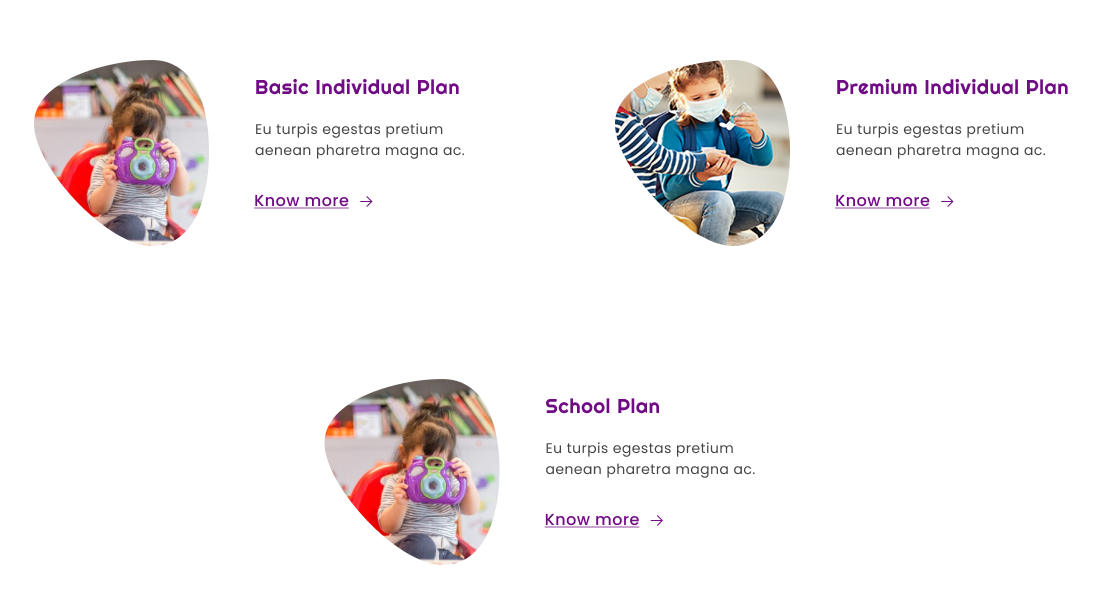 Basic Individual Plan
Eu turpis egestas pretium
aenean pharetra magna ac.
Know more →
Premium Individual Plan
Eu turpis egestas pretium
aenean pharetra magna ac.
Know more →
School Plan
Eu turpis egestas pretium
aenean pharetra magna ac.
Know more →